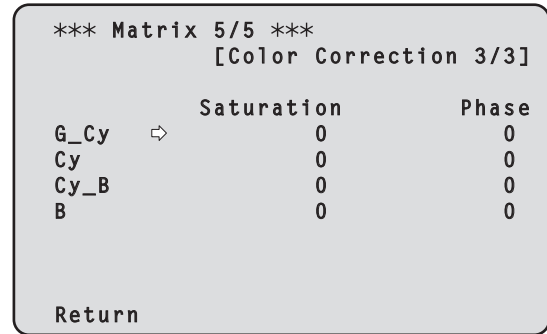 *** Matrix 5/5 ***
[Color Correction 3/3]
Saturation Phase
G_Cy ⇨ 0 0
Cy 0 0
Cy_B 0 0
B 0 0
Return